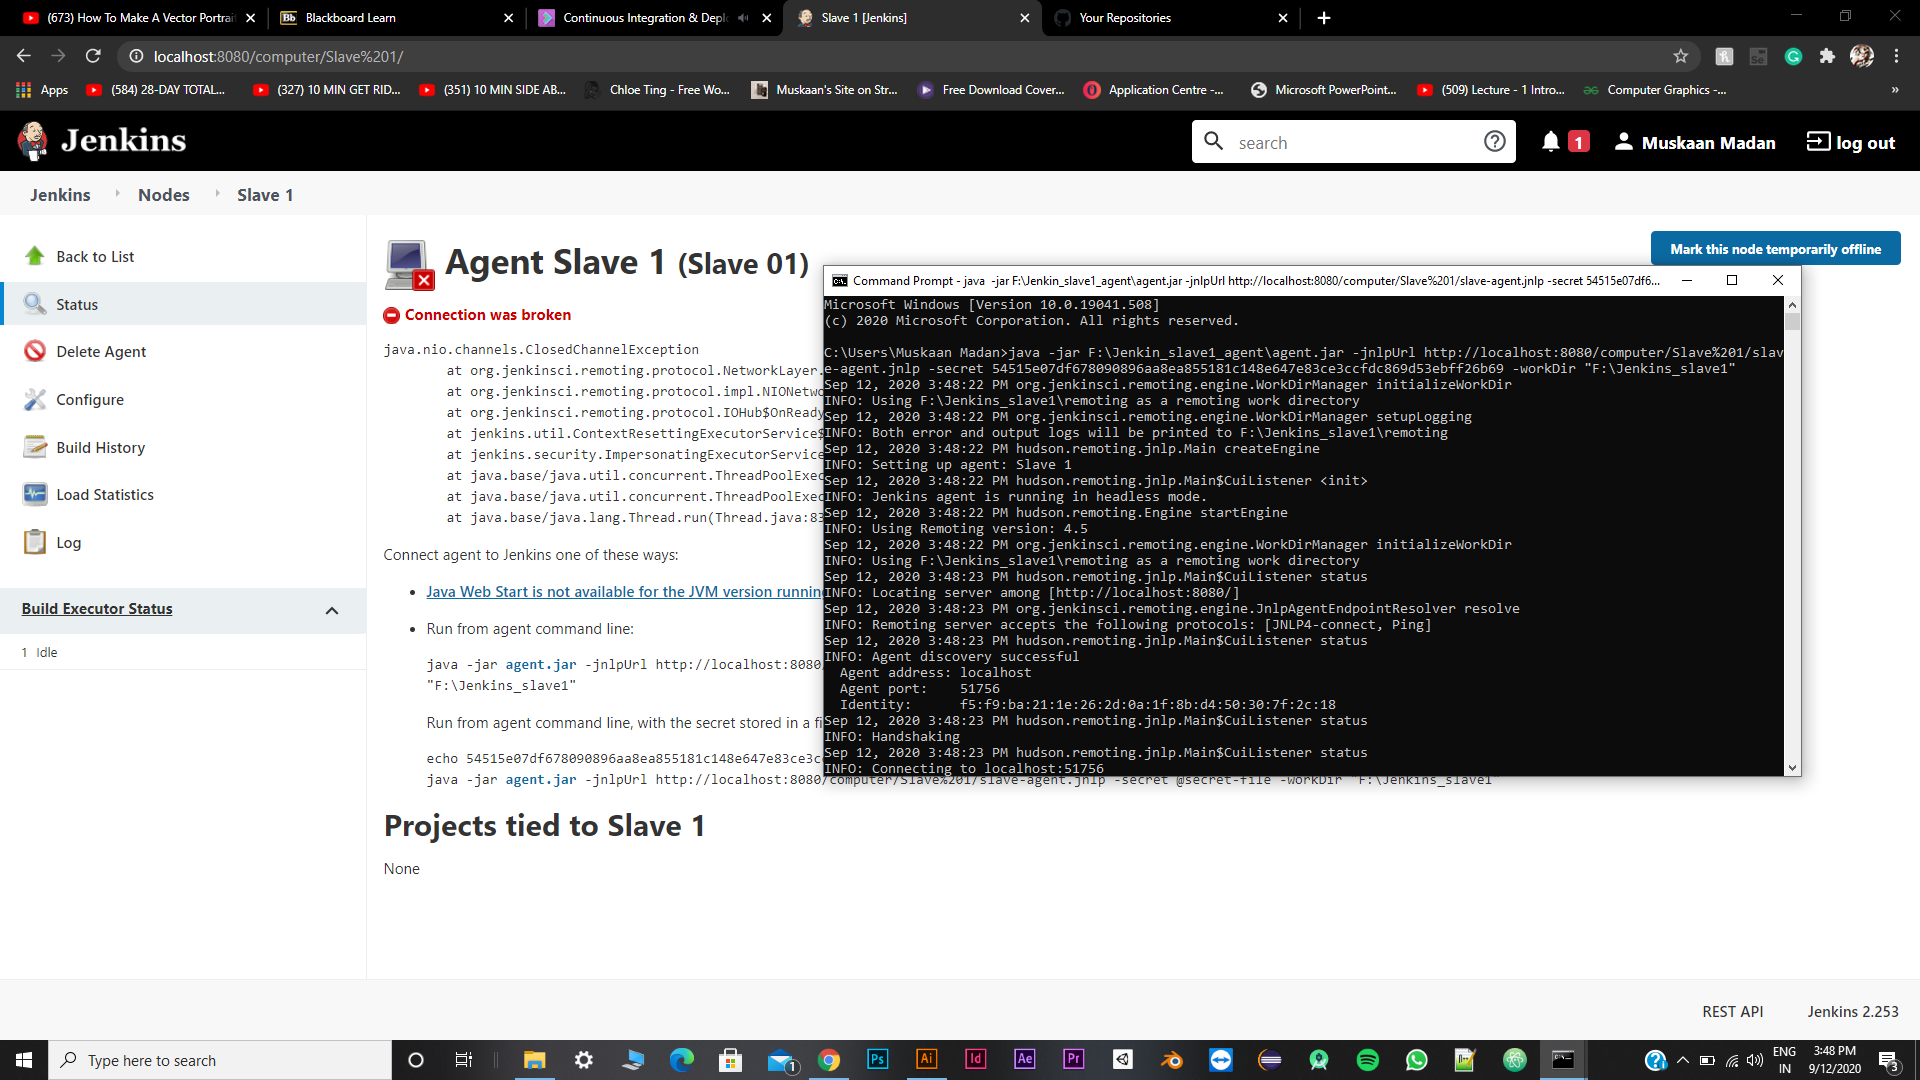 (673) How To Make A Vector Portrai
Blackboard Learn
Continuous Integration & Deplo
Slave 1 [Jenkins]
Your Repositories
localhost:8080/computer/Slave%201/
Apps
(584) 28-DAY TOTAL...
(327) 10 MIN GET RID...
(351) 10 MIN SIDE AB...
Chloe Ting - Free Wo...
Muskaan's Site on Str...
Free Download Cover...
Application Centre -...
Microsoft PowerPoint...
(509) Lecture - 1 Intro...
Computer Graphics -...
»
Jenkins
search
1
Muskaan Madan
log out
Jenkins
Nodes
Slave 1
Back to List
Status
Delete Agent
Configure
Build History
Load Statistics
Log
Build Executor Status
1 Idle
Agent Slave 1 (Slave 01)
Mark this node temporarily offline
Connection was broken
java.nio.channels.ClosedChannelException
at org.jenkinsci.remoting.protocol.NetworkLayer.
at org.jenkinsci.remoting.protocol.impl.NIONetwo
at org.jenkinsci.remoting.protocol.IOHub$OnReady
at jenkins.util.ContextResettingExecutorService$
at jenkins.security.ImpersonatingExecutorService
at java.base/java.util.concurrent.ThreadPoolExec
at java.base/java.util.concurrent.ThreadPoolExec
at java.base/java.lang.Thread.run(Thread.java:83
Connect agent to Jenkins one of these ways:
• Java Web Start is not available for the JVM version runnin
• Run from agent command line:
java -jar agent.jar -jnlpUrl http://localhost:8080/
"F:\Jenkins_slave1"
Run from agent command line, with the secret stored in a fi
echo 54515e07df678090896aa8ea855181c148e647e83ce3cc
java -jar agent.jar -jnlpUrl http://localhost:8080/computer/Slave%201/slave-agent.jnlp -secret @secret-file -workDir "F:\Jenkins_slave1"
Projects tied to Slave 1
None
Command Prompt - java -jar F:\Jenkin_slave1_agent\agent.jar -jnlpUrl http://localhost:8080/computer/Slave%201/slave-agent.jnlp -secret 54515e07df6...
Microsoft Windows [Version 10.0.19041.508]
(c) 2020 Microsoft Corporation. All rights reserved.
C:\Users\Muskaan Madan>java -jar F:\Jenkin_slave1_agent\agent.jar -jnlpUrl http://localhost:8080/computer/Slave%201/slav
e-agent.jnlp -secret 54515e07df678090896aa8ea855181c148e647e83ce3ccfdc869d53ebff26b69 -workDir "F:\Jenkins_slave1"
Sep 12, 2020 3:48:22 PM org.jenkinsci.remoting.engine.WorkDirManager initializeWorkDir
INFO: Using F:\Jenkins_slave1\remoting as a remoting work directory
Sep 12, 2020 3:48:22 PM org.jenkinsci.remoting.engine.WorkDirManager setupLogging
INFO: Both error and output logs will be printed to F:\Jenkins_slave1\remoting
Sep 12, 2020 3:48:22 PM hudson.remoting.jnlp.Main createEngine
INFO: Setting up agent: Slave 1
Sep 12, 2020 3:48:22 PM hudson.remoting.jnlp.Main$CuiListener <init>
INFO: Jenkins agent is running in headless mode.
Sep 12, 2020 3:48:22 PM hudson.remoting.Engine startEngine
INFO: Using Remoting version: 4.5
Sep 12, 2020 3:48:22 PM org.jenkinsci.remoting.engine.WorkDirManager initializeWorkDir
INFO: Using F:\Jenkins_slave1\remoting as a remoting work directory
Sep 12, 2020 3:48:23 PM hudson.remoting.jnlp.Main$CuiListener status
INFO: Locating server among [http://localhost:8080/]
Sep 12, 2020 3:48:23 PM org.jenkinsci.remoting.engine.JnlpAgentEndpointResolver resolve
INFO: Remoting server accepts the following protocols: [JNLP4-connect, Ping]
Sep 12, 2020 3:48:23 PM hudson.remoting.jnlp.Main$CuiListener status
INFO: Agent discovery successful
Agent address: localhost
Agent port: 51756
Identity: f5:f9:ba:21:1e:26:2d:0a:1f:8b:d4:50:30:7f:2c:18
Sep 12, 2020 3:48:23 PM hudson.remoting.jnlp.Main$CuiListener status
INFO: Handshaking
Sep 12, 2020 3:48:23 PM hudson.remoting.jnlp.Main$CuiListener status
INFO: Connecting to localhost:51756
REST API
Jenkins 2.253
Type here to search
ENG
IN
3:48 PM
9/12/2020
3